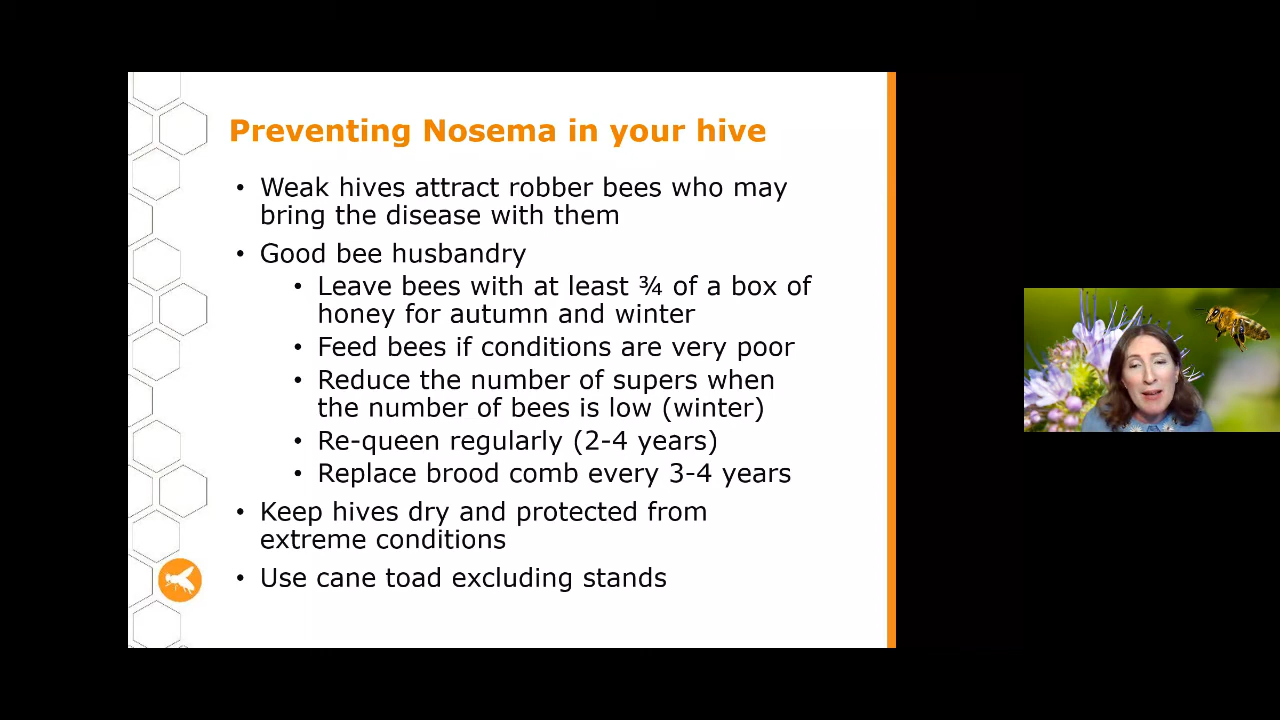 Preventing Nosema in your hive
• Weak hives attract robber bees who may
bring the disease with them
• Good bee husbandry
• Leave bees with at least ¾ of a box of
honey for autumn and winter
• Feed bees if conditions are very poor
• Reduce the number of supers when
the number of bees is low (winter)
• Re-queen regularly (2-4 years)
• Replace brood comb every 3-4 years
• Keep hives dry and protected from
extreme conditions
• Use cane toad excluding stands